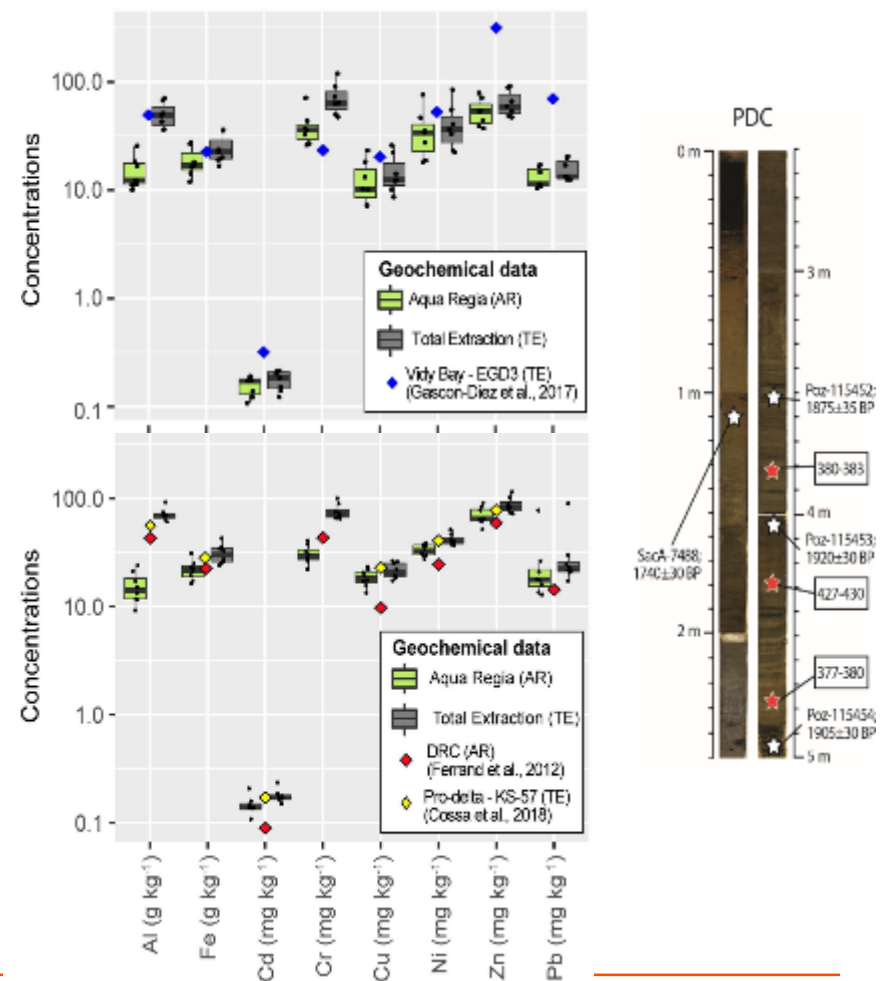 100.0
10.0
1.0
0.1
Concentrations
Geochemical data
Aqua Regia (AR)
Total Extraction (TE)
Vidy Bay - EGD3 (TE)
(Gascon-Diez et al., 2017)
100.0
10.0
1.0
0.1
Concentrations
Geochemical data
Aqua Regia (AR)
Total Extraction (TE)
DRC (AR)
(Ferrand et al., 2012)
Pro-delta - KS-57 (TE)
(Cossa et al., 2018)
Al (g kg⁻¹)
Fe (g kg⁻¹)
Cd (mg kg⁻¹)
Cr (mg kg⁻¹)
Cu (mg kg⁻¹)
Ni (mg kg⁻¹)
Zn (mg kg⁻¹)
Pb (mg kg⁻¹)
PDC
0 m
1 m
2 m
SacA-7488;
1740±30 BP
3 m
Poz-115452;
1875±35 BP
380-383
4 m
Poz-115453;
1920±30 BP
427-430
377-380
Poz-115454;
1905±30 BP
5 m